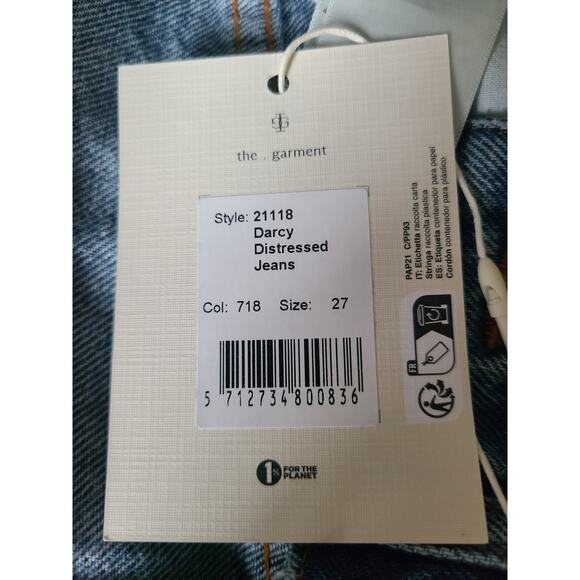 the . garment
Style: 21118
Darcy
Distressed
Jeans
Col: 718 Size: 27
5 712734 800836
1% FOR THE
PLANET
PAP21 C/PP93
IT: Etichetta raccolta carta
Stringa raccolta plastica
ES: Etiqueta contenedor para papel
Cordón contenedor para plástico
FR